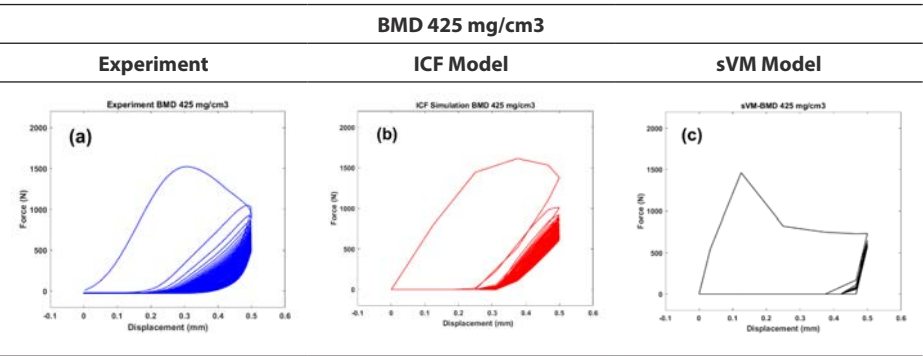 BMD 425 mg/cm3
Experiment ICF Model sVM Model
Experiment BMD 425 mg/cm3
(a)
2000
1500
1000
500
0
Force (N)
-0.1 0 0.1 0.2 0.3 0.4 0.5 0.6
Displacement (mm)
ICF Simulation BMD 425 mg/cm3
(b)
2000
1500
1000
500
0
Force (N)
-0.1 0 0.1 0.2 0.3 0.4 0.5 0.6
Displacement (mm)
sVM-BMD 425 mg/cm3
(c)
2000
1500
1000
500
0
Force (N)
-0.1 0 0.1 0.2 0.3 0.4 0.5 0.6
Displacement (mm)